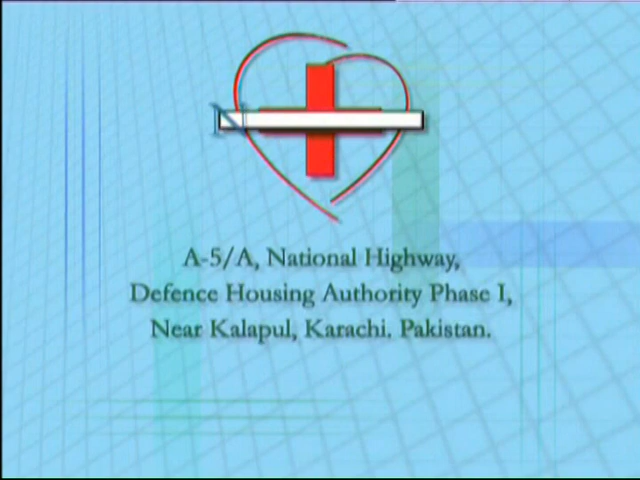 N
A-5/A, National Highway,
Defence Housing Authority Phase I,
Near Kalapul, Karachi. Pakistan.